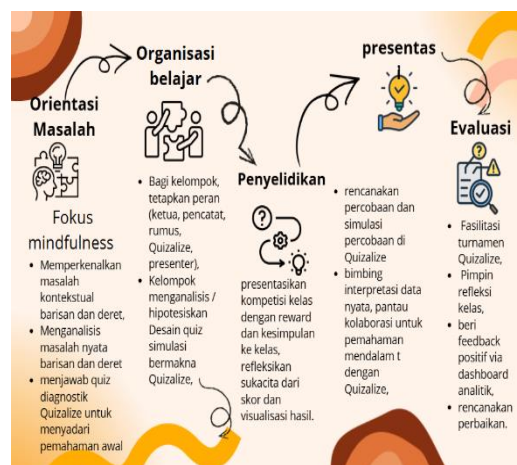 Orientasi
Masalah
Fokus
mindfulness
• Memperkenalkan
masalah
kontekstual
barisan dan deret,
• Menganalisis
masalah nyata
barisan dan deret
• menjawab quiz
diagnostik
Quizalize untuk
menyadari
pemahaman awal
Organisasi
belajar
• Bagi kelompok,
tetapkan peran
(ketua, pencatat,
rumus,
Quizalize,
presenter),
• Kelompok
menganalisis /
hipotesiskan
Desain quiz
simulasi
bermakna
Quizalize,
Penyelidikan
presentasikan
kompetisi kelas
dengan reward
dan kesimpulan
ke kelas,
refleksikan
sukacita dari
skor dan
visualisasi hasil.
presentas
• rencanakan
percobaan dan
simulasi
percobaan di
Quizalize
• bimbing
interpretasi data
nyata, pantau
kolaborasi untuk
pemahaman
mendalam t
dengan
Quizalize,
Evaluasi
• Fasilitasi
turnamen
Quizalize,
• Pimpin
refleksi
kelas,
• beri
feedback
positif via
dashboard
analitik,
• rencanakan
perbaikan.